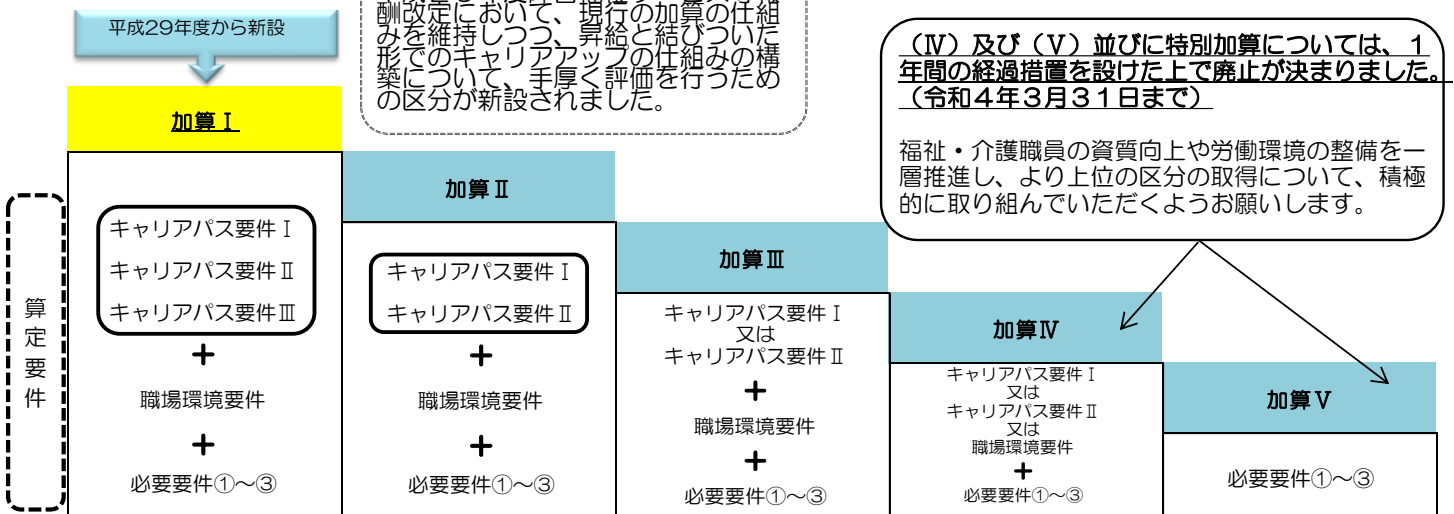 平成29年度から新設
酬改定において、現行の加算の仕組
みを維持しつつ、昇給と結びついた
形でのキャリアアップの仕組みの構
築について、手厚く評価を行うため
の区分が新設されました。
（Ⅳ）及び（Ⅴ）並びに特別加算については、１
年間の経過措置を設けた上で廃止が決まりました。
（令和４年３月３１日まで）
福祉・介護職員の資質向上や労働環境の整備を一
層推進し、より上位の区分の取得について、積極
的に取り組んでいただくようお願いします。
算定要件
加算Ⅰ
キャリアパス要件Ⅰ
キャリアパス要件Ⅱ
キャリアパス要件Ⅲ
＋
職場環境要件
＋
必要要件①～③
加算Ⅱ
キャリアパス要件Ⅰ
キャリアパス要件Ⅱ
＋
職場環境要件
＋
必要要件①～③
加算Ⅲ
キャリアパス要件Ⅰ
又は
キャリアパス要件Ⅱ
＋
職場環境要件
＋
必要要件①～③
加算Ⅳ
キャリアパス要件Ⅰ
又は
キャリアパス要件Ⅱ
又は
職場環境要件
＋
必要要件①～③
加算Ⅴ
必要要件①～③